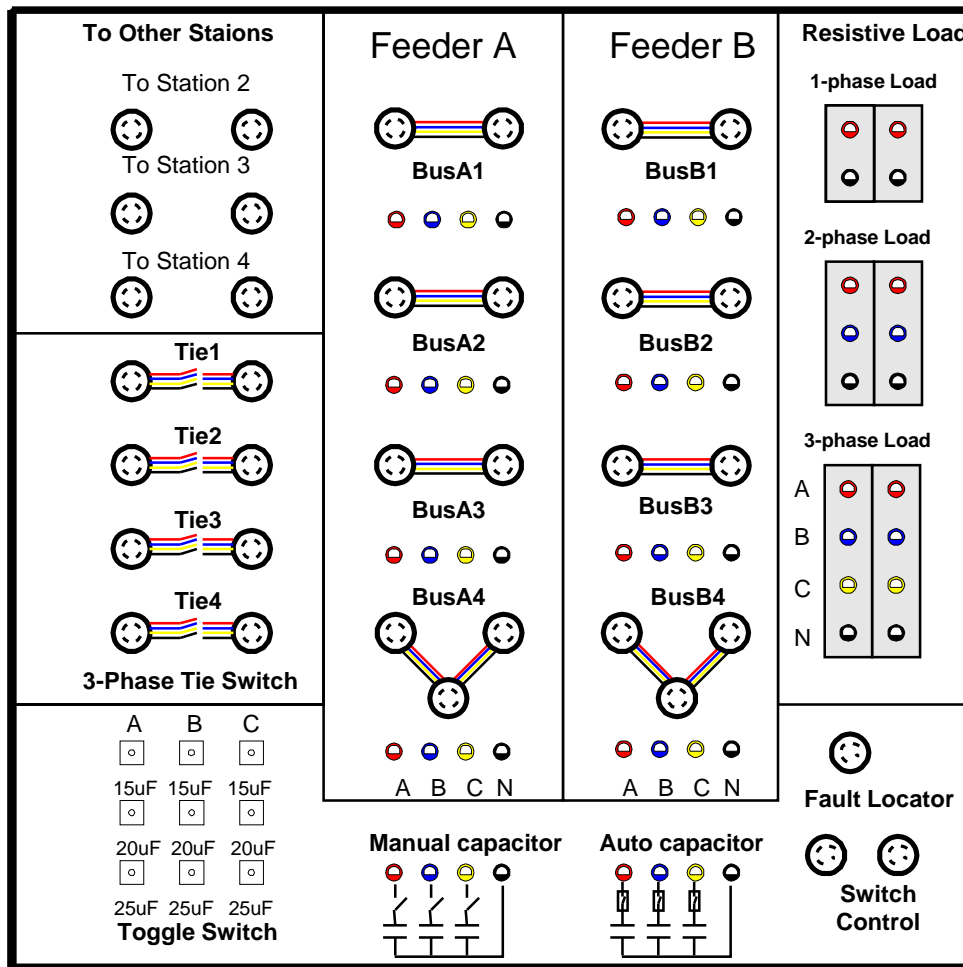 To Other Staions
To Station 2
To Station 3
To Station 4
Tie1
Tie2
Tie3
Tie4
3-Phase Tie Switch
A B C
15uF 15uF 15uF
20uF 20uF 20uF
25uF 25uF 25uF
Toggle Switch
Feeder A
BusA1
BusA2
BusA3
BusA4
A B C N
Manual capacitor
Feeder B
BusB1
BusB2
BusB3
BusB4
A B C N
Auto capacitor
Resistive Load
1-phase Load
2-phase Load
3-phase Load
A
B
C
N
Fault Locator
Switch
Control